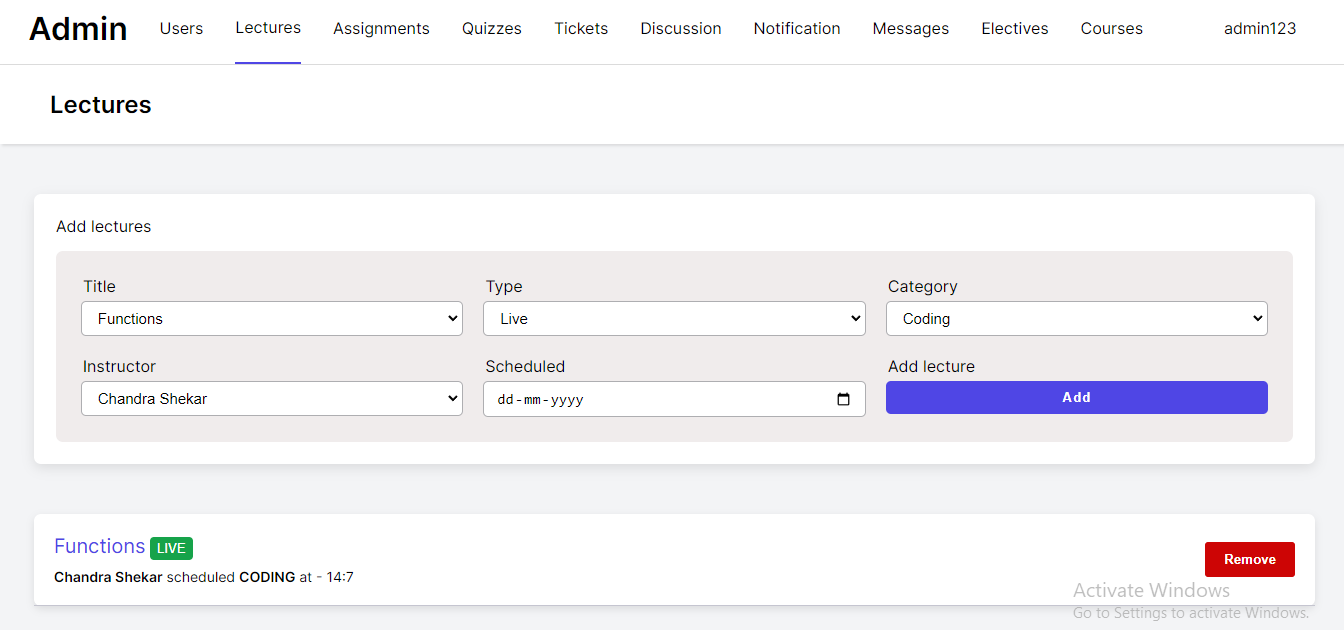 Admin Users Lectures Assignments Quizzes Tickets Discussion Notification Messages Electives Courses admin123
Lectures
Add lectures
Title Type Category
Functions Live Coding
Instructor Scheduled Add lecture
Chandra Shekar dd-mm-yyyy Add
Functions LIVE
Remove
Chandra Shekar scheduled CODING at - 14:7
Activate Windows
Go to Settings to activate Windows.